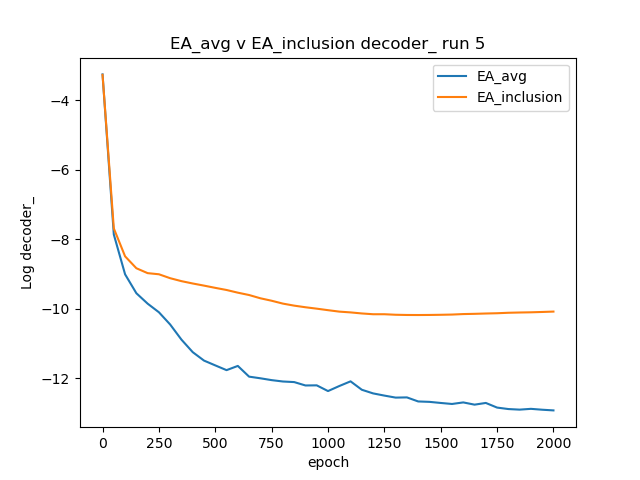 EA_avg v EA_inclusion decoder_ run 5
EA_avg
EA_inclusion
Log decoder_
−4
−6
−8
−10
−12
0 250 500 750 1000 1250 1500 1750 2000
epoch